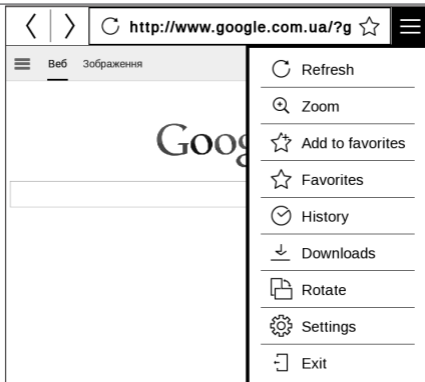 http://www.google.com.ua/?g
Веб Зображення
Goog
Refresh
Zoom
Add to favorites
Favorites
History
Downloads
Rotate
Settings
Exit